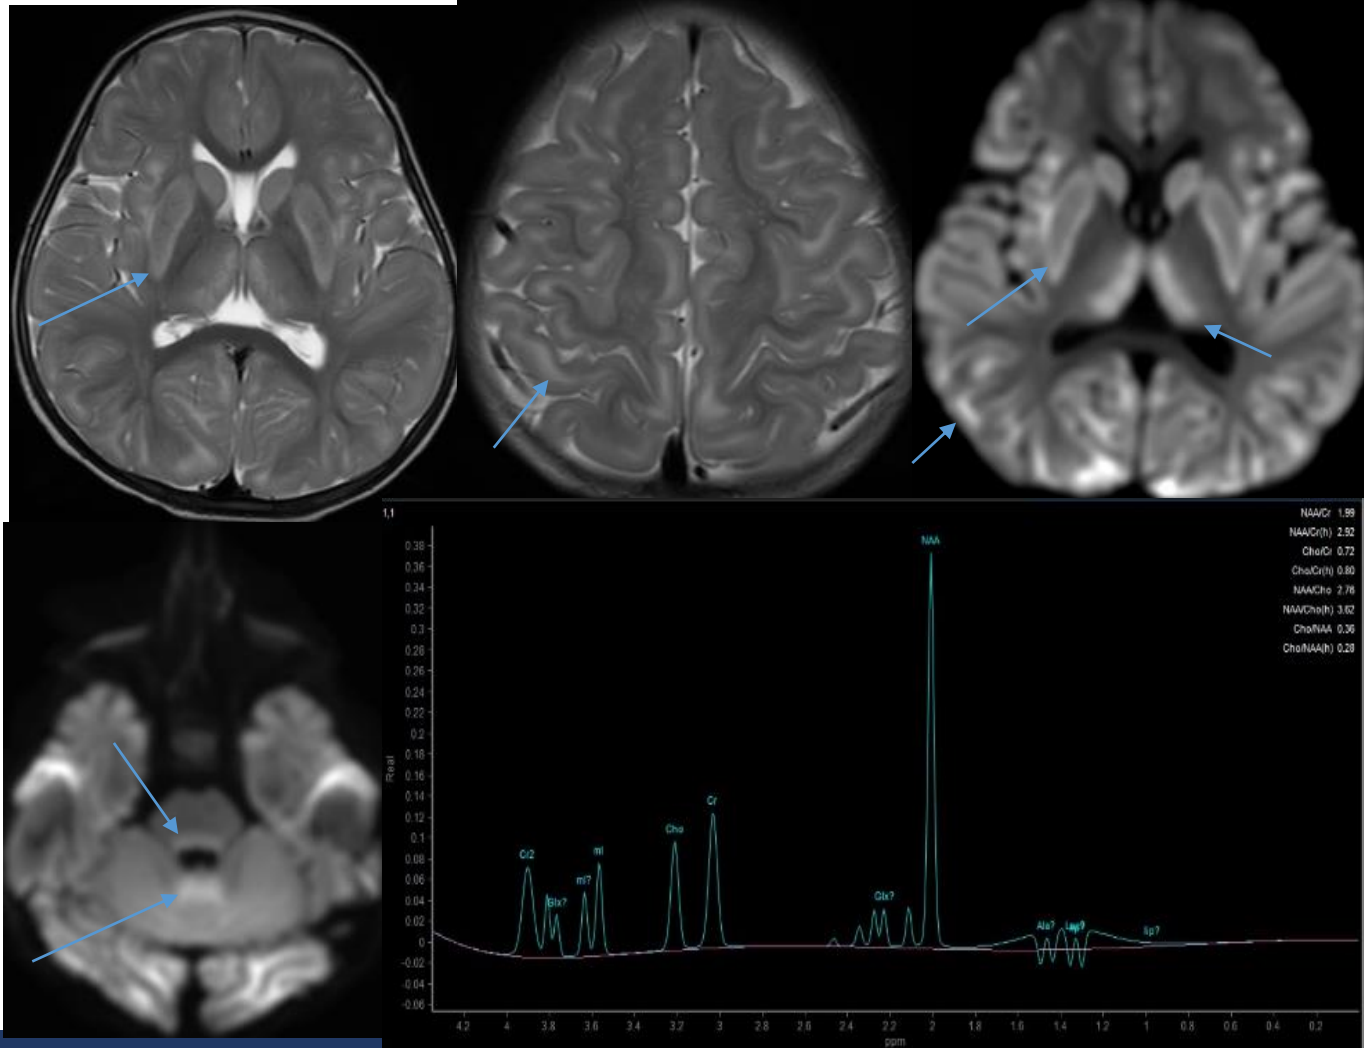 1,1
NAA/Cr 1.99
NAA/Cr(h) 2.92
Cho/Cr 0.72
Cho/Cr(h) 0.80
NAA/Cho 2.76
NAA/Cho(h) 3.62
Cho/NAA 0.36
Cho/NAA(h) 0.28
NAA
Cr
Cho
Cr2
mI
mI?
Glx?
Glx?
Ala?
lip?
0.38
0.36
0.34
0.32
0.3
0.28
0.26
0.24
0.22
0.2
0.18
0.16
0.14
0.12
0.1
0.08
0.06
0.04
0.02
0
-0.02
-0.04
-0.06
Real
4.2 4 3.8 3.6 3.4 3.2 3 2.8 2.6 2.4 2.2 2 1.8 1.6 1.4 1.2 1 0.8 0.6 0.4 0.2
ppm